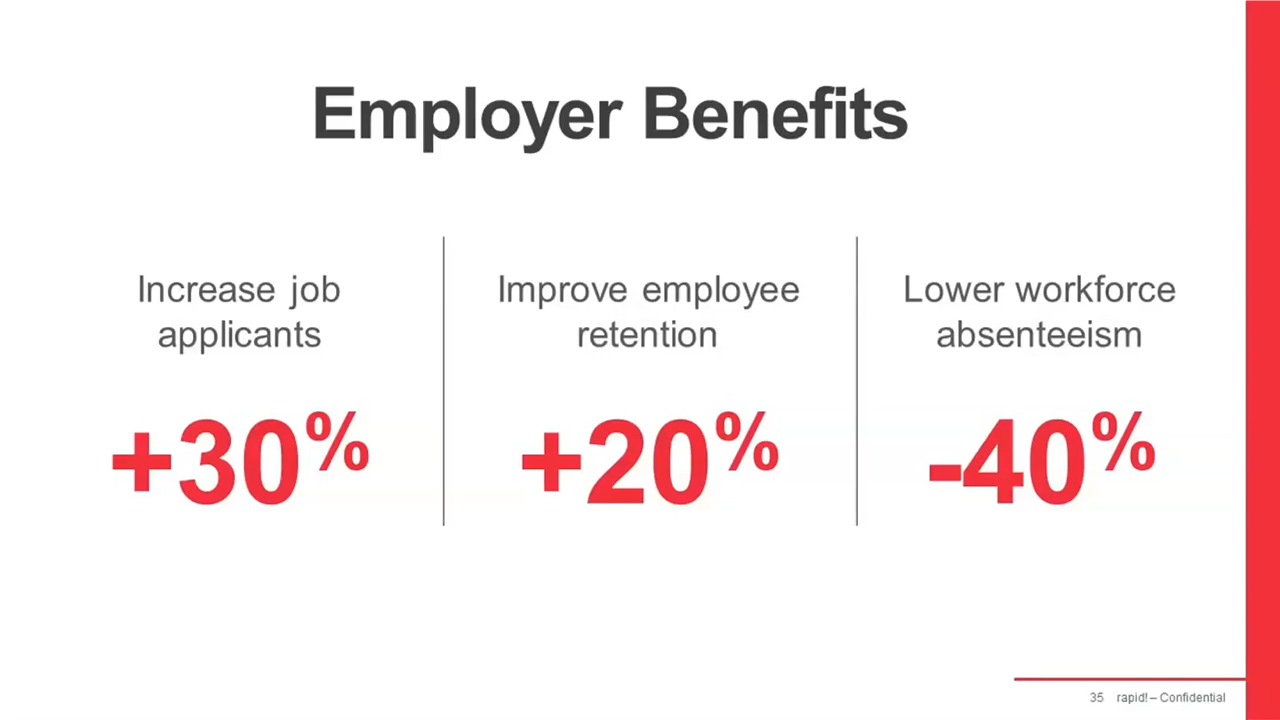 Employer Benefits
Increase job
applicants
+30%
Improve employee
retention
+20%
Lower workforce
absenteeism
-40%
35 rapid! – Confidential